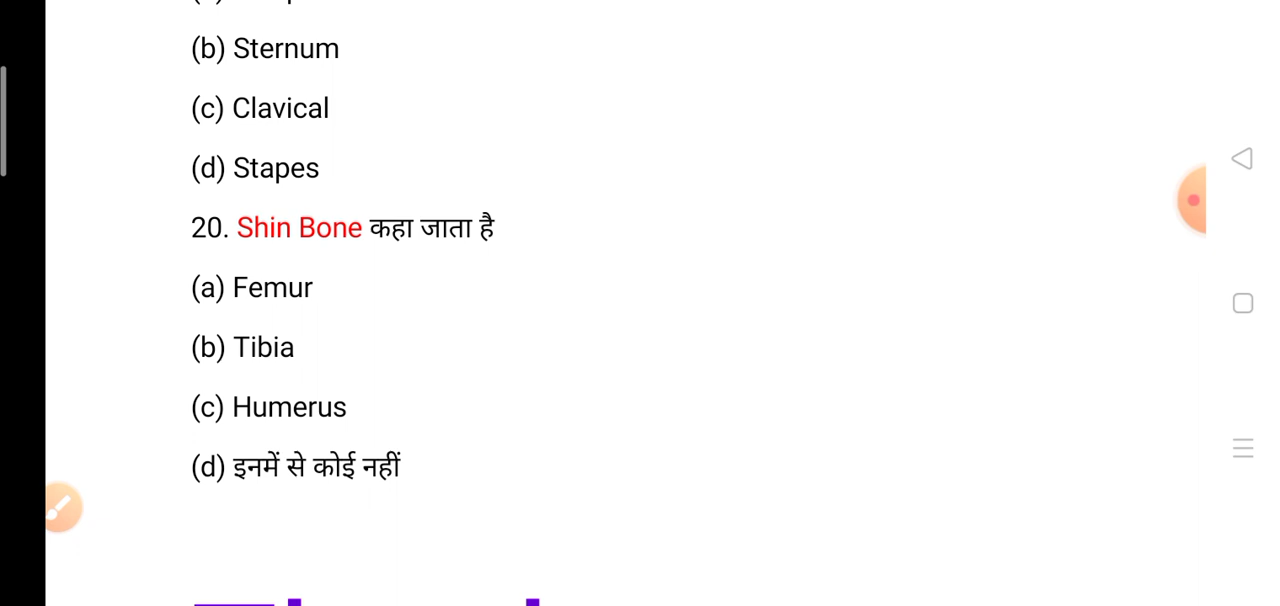 (b) Sternum
(c) Clavical
(d) Stapes
20. Shin Bone कहा जाता है
(a) Femur
(b) Tibia
(c) Humerus
(d) इनमें से कोई नहीं